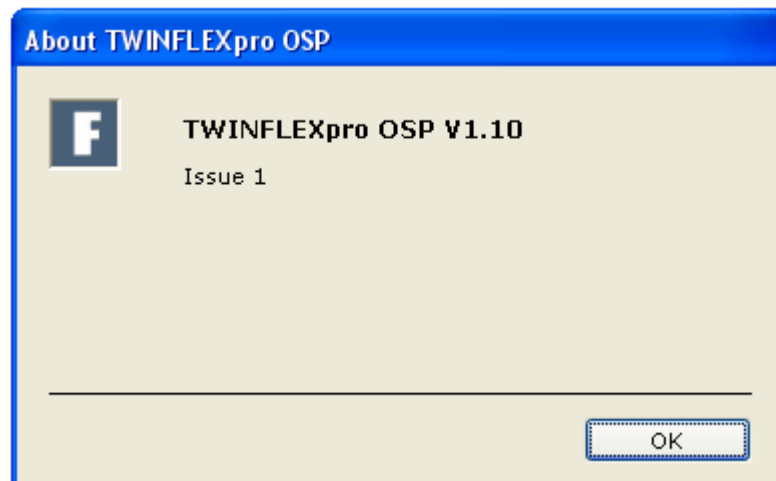 About TWINFLEXpro OSP
F
TWINFLEXpro OSP V1.10
Issue 1
OK